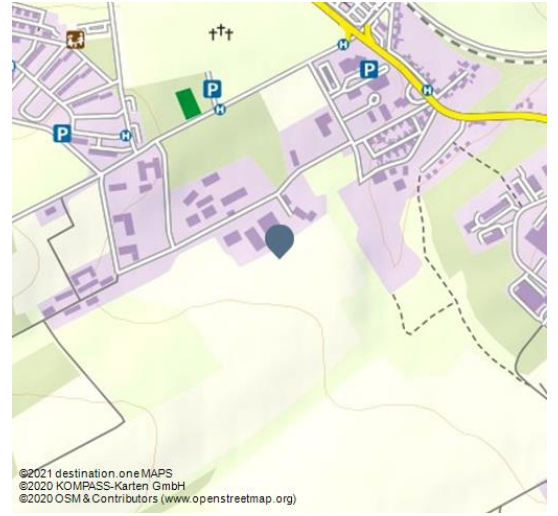 P
H
P
H
H
P
H
©2021 destination.one MAPS
©2020 KOMPASS-Karten GmbH
©2020 OSM & Contributors (www.openstreetmap.org)